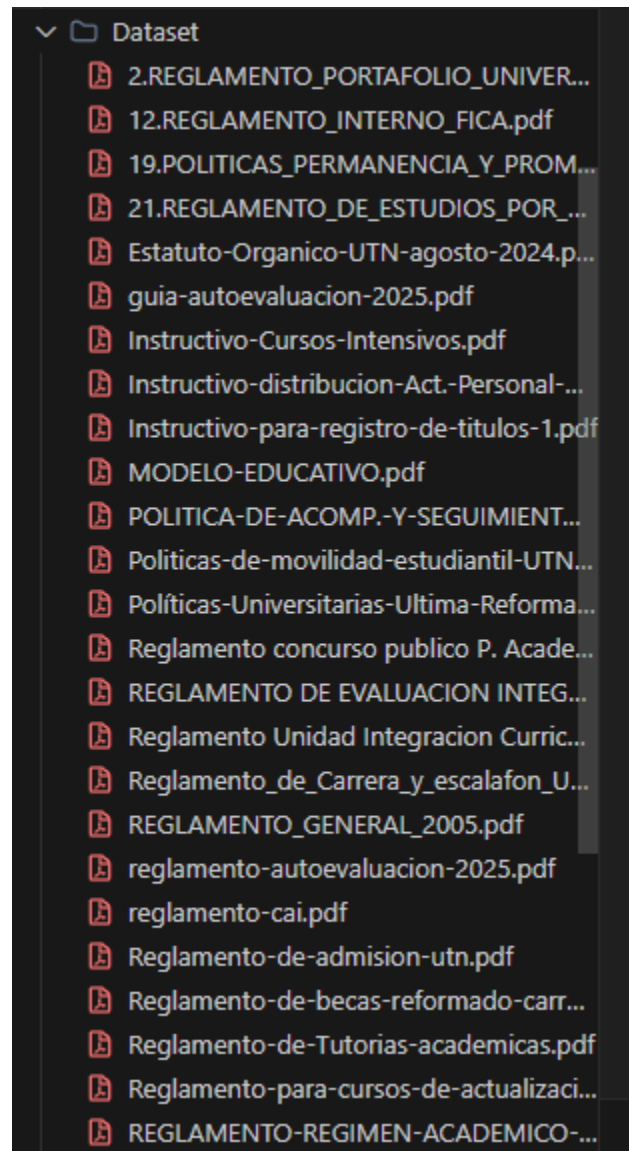 Dataset
2.REGLAMENTO_PORTAFOLIO_UNIVER...
12.REGLAMENTO_INTERNO_FICA.pdf
19.POLITICAS_PERMANENCIA_Y_PROM...
21.REGLAMENTO_DE_ESTUDIOS_POR_...
Estatuto-Organico-UTN-agosto-2024.p...
guia-autoevaluacion-2025.pdf
Instructivo-Cursos-Intensivos.pdf
Instructivo-distribucion-Act.-Personal-...
Instructivo-para-registro-de-titulos-1.pdf
MODELO-EDUCATIVO.pdf
POLITICA-DE-ACOMP.-Y-SEGUIMIENT...
Politicas-de-movilidad-estudiantil-UTN...
Políticas-Universitarias-Ultima-Reforma...
Reglamento concurso publico P. Acade...
REGLAMENTO DE EVALUACION INTEG...
Reglamento Unidad Integracion Curric...
Reglamento_de_Carrera_y_escalafon_U...
REGLAMENTO_GENERAL_2005.pdf
reglamento-autoevaluacion-2025.pdf
reglamento-cai.pdf
Reglamento-de-admision-utn.pdf
Reglamento-de-becas-reformado-carr...
Reglamento-de-Tutorias-academicas.pdf
Reglamento-para-cursos-de-actualizaci...
REGLAMENTO-REGIMEN-ACADEMICO-...